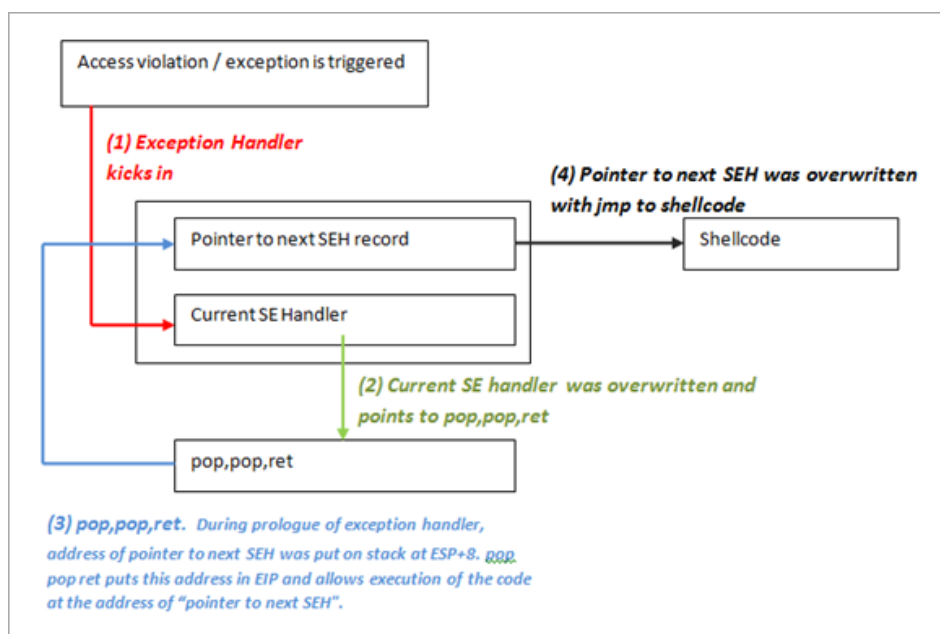 Access violation / exception is triggered
(1) Exception Handler
kicks in
(4) Pointer to next SEH was overwritten
with jmp to shellcode
Pointer to next SEH record
Shellcode
Current SE Handler
(2) Current SE handler was overwritten and
points to pop,pop,ret
pop,pop,ret
(3) pop,pop,ret. During prologue of exception handler,
address of pointer to next SEH was put on stack at ESP+8. pop
pop ret puts this address in EIP and allows execution of the code
at the address of “pointer to next SEH”.